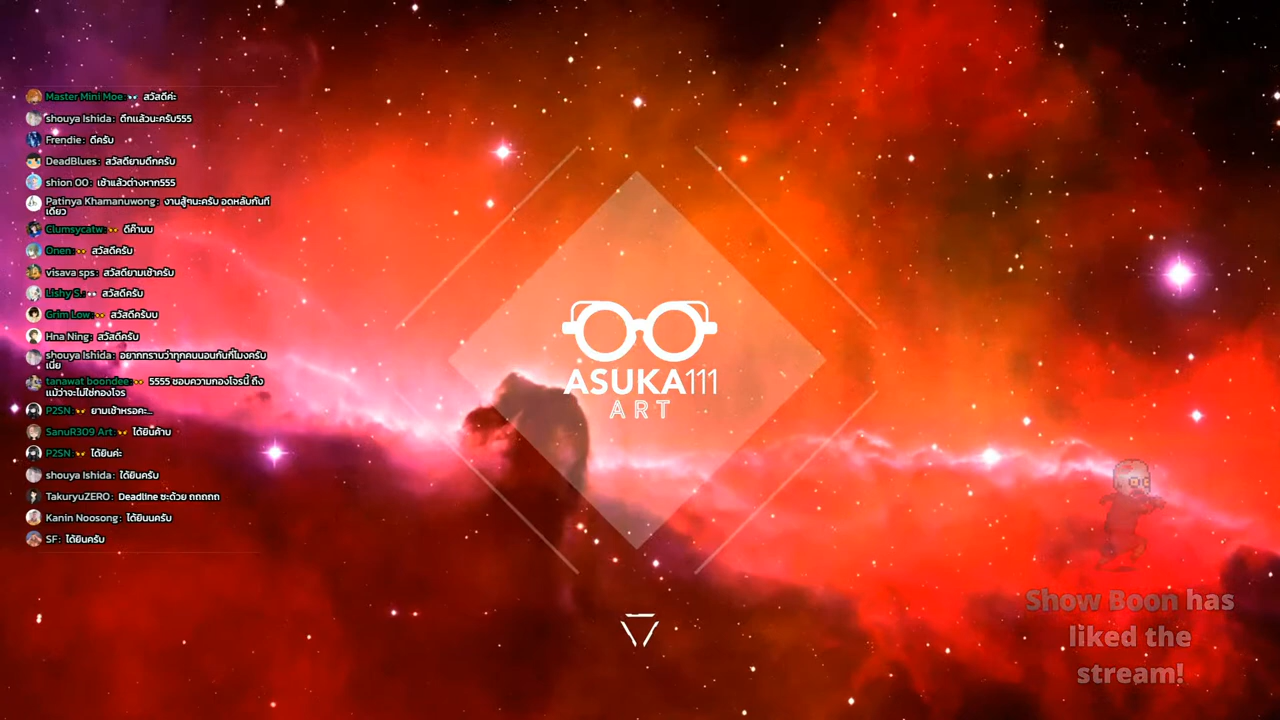 Master Mini Moe: สวัสดีค่ะ
shouya Ishida: ดึกแล้วนะครับ555
Frendie: ดีครับ
DeadBlues: สวัสดียามดึกครับ
shion OO: เช้าแล้วต่างหาก555
Patinya Khamanuwong: งานสู้ๆนะครับ อดหลับกันที
เดียว
Clumsycatw: ดีค๊าบบ
Onen: สวัสดีครับ
visava sps: สวัสดียามเช้าครับ
Lishy S.: สวัสดีครับ
Grim Low: สวัสดีครับบ
Hna Ning: สวัสดีครับ
shouya Ishida: อยากทราบว่าทุกคนนอนกันกี่โมงครับ
เนี่ย
tanawat boondee: 5555 ชอบความกองโจรนี้ ถึง
แม้ว่าจะไม่ใช่กองโจร
P2SN: ยามเช้าหรอคะ...
SanuR309 Art: ได้ยินค้าบ
P2SN: ได้ยินค่ะ
shouya Ishida: ได้ยินครับ
TakuryuZERO: Deadline ซะด้วย ถถถถถ
Kanin Noosong: ได้ยินนครับ
SF: ได้ยินครับ
ASUKA111
ART
Show Boon has
liked the
stream!